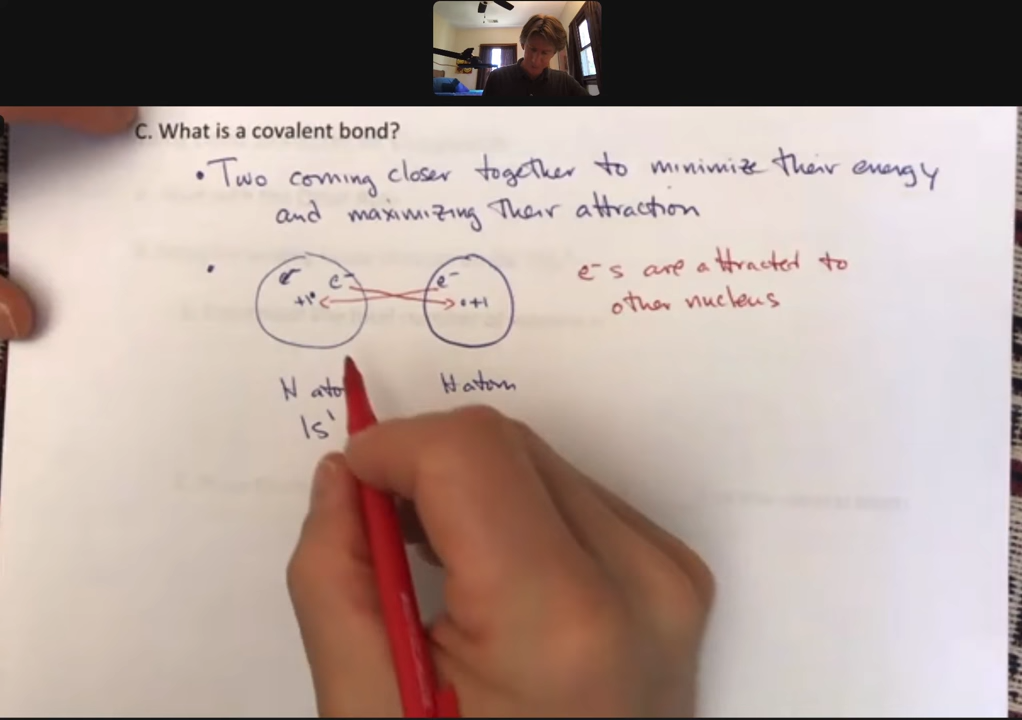 C. What is a covalent bond?
• Two coming closer together to minimize their energy
and maximizing their attraction
e⁻ e⁻ e⁻ e⁻s are attracted to
+1 +1 other nucleus
H ato H atom
1s¹